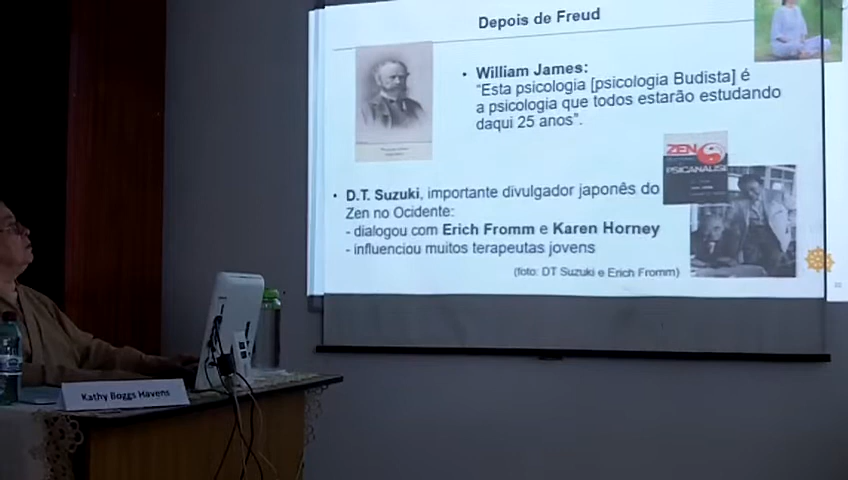 Depois de Freud
• William James:
"Esta psicologia [psicologia Budista] é
a psicologia que todos estarão estudando
daqui 25 anos".
ZEN
PSICANÁLISE
• D.T. Suzuki, importante divulgador japonês do
Zen no Ocidente:
- dialogou com Erich Fromm e Karen Horney
- influenciou muitos terapeutas jovens
(foto: DT Suzuki e Erich Fromm)
Kathy Boggs Havens